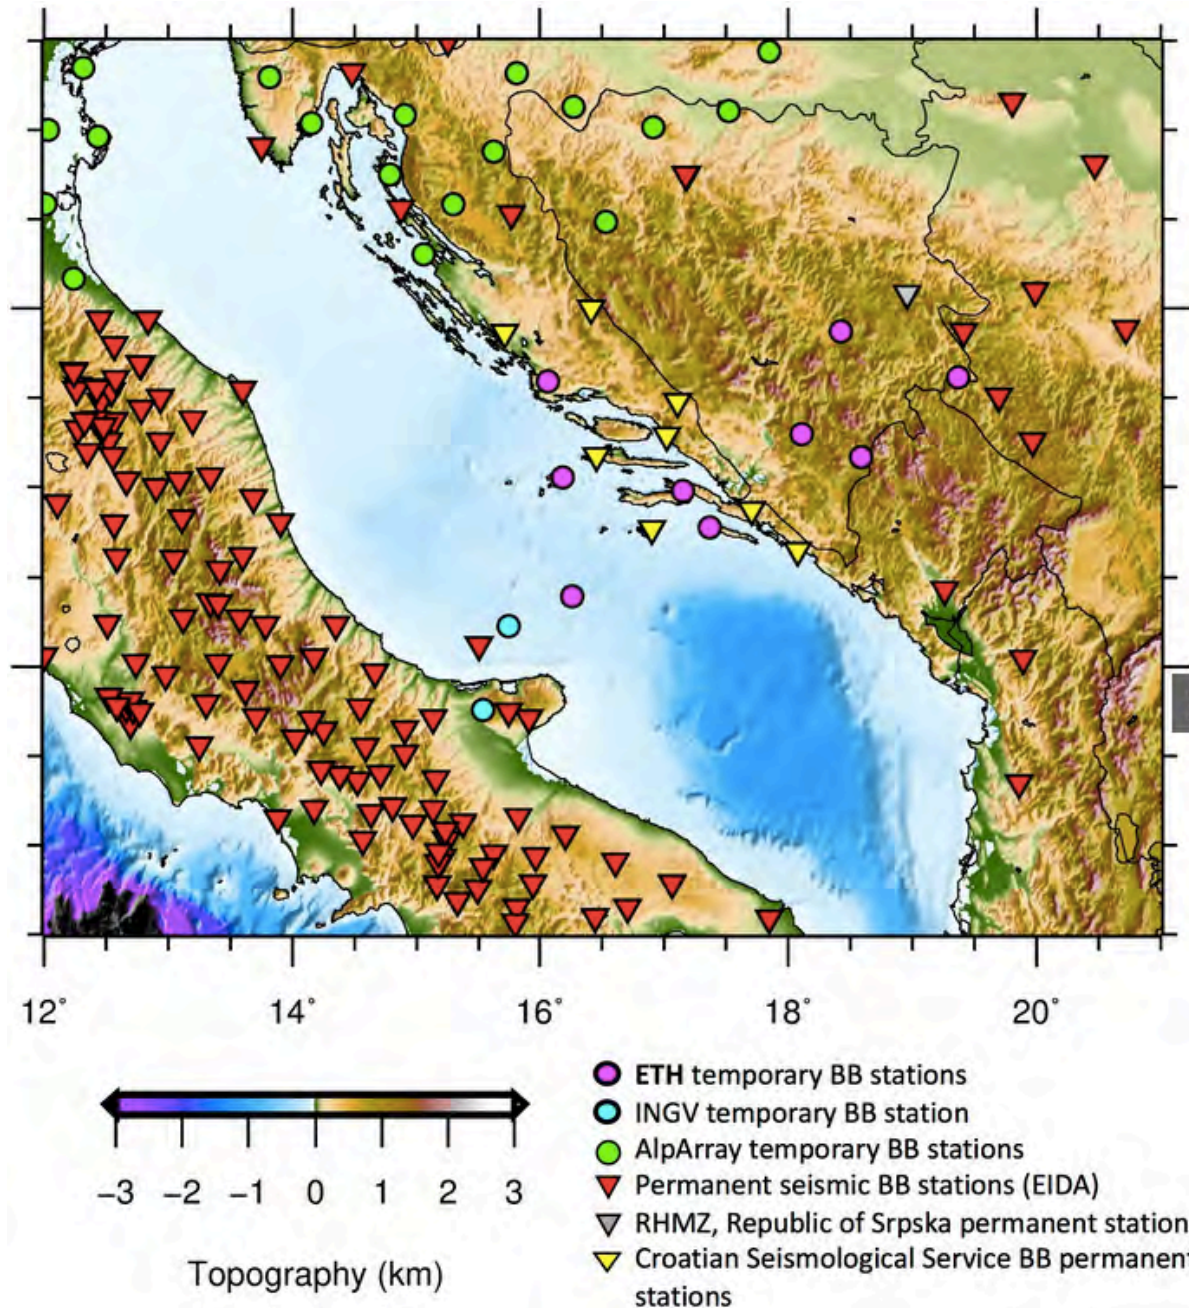 12° 14° 16° 18° 20°
ETH temporary BB stations
INGV temporary BB station
AlpArray temporary BB stations
Permanent seismic BB stations (EIDA)
RHMZ, Republic of Srpska permanent station
Croatian Seismological Service BB permanent
stations
−3 −2 −1 0 1 2 3
Topography (km)